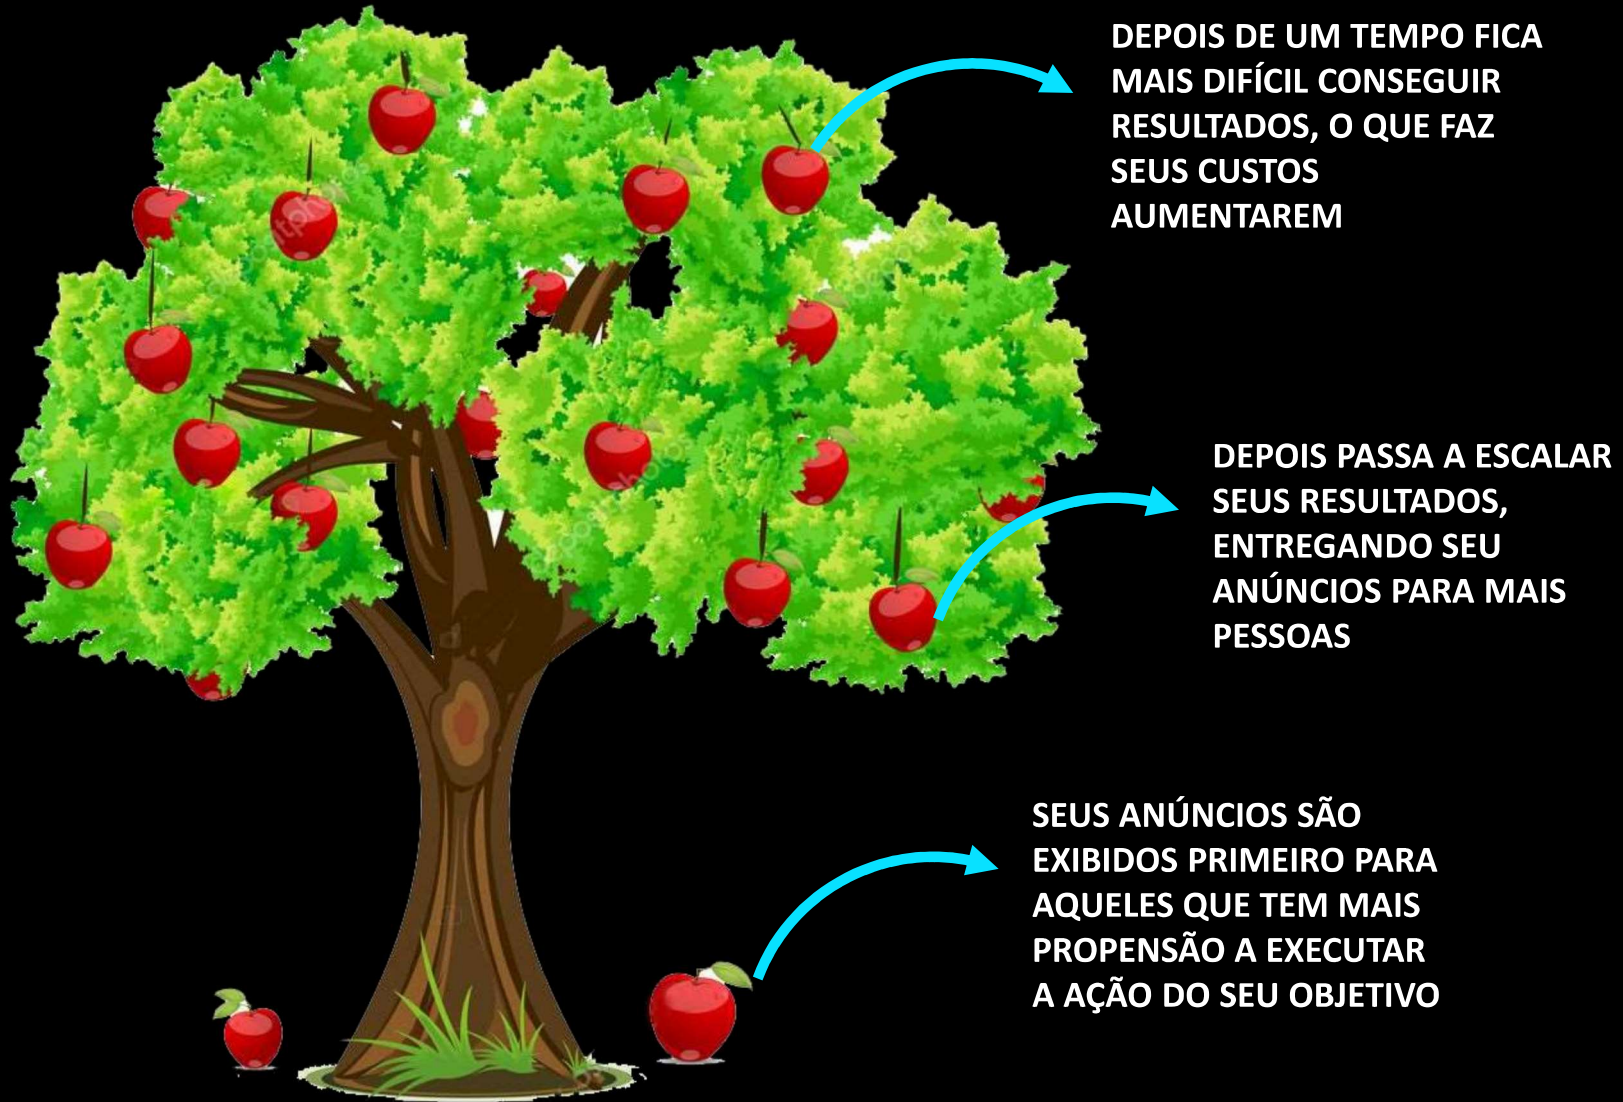 DEPOIS DE UM TEMPO FICA
MAIS DIFÍCIL CONSEGUIR
RESULTADOS, O QUE FAZ
SEUS CUSTOS
AUMENTAREM
DEPOIS PASSA A ESCALAR
SEUS RESULTADOS,
ENTREGANDO SEU
ANÚNCIOS PARA MAIS
PESSOAS
SEUS ANÚNCIOS SÃO
EXIBIDOS PRIMEIRO PARA
AQUELES QUE TEM MAIS
PROPENSÃO A EXECUTAR
A AÇÃO DO SEU OBJETIVO